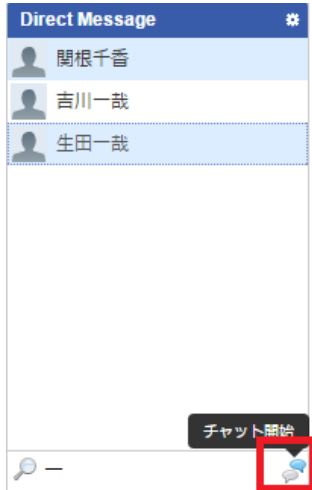 Direct Message
関根千香
吉川一哉
生田一哉
チャット開始
一